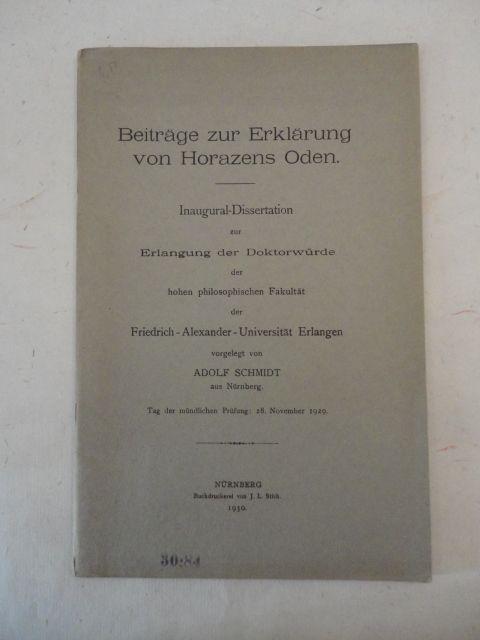 Beiträge zur Erklärung
von Horazens Oden.
Inaugural-Dissertation
zur
Erlangung der Doktorwürde
der
hohen philosophischen Fakultät
der
Friedrich-Alexander-Universität Erlangen
vorgelegt von
ADOLF SCHMIDT
aus Nürnberg.
Tag der mündlichen Prüfung: 28. November 1929.
NÜRNBERG
Buchdruckerei von J. L. Stich
1930.